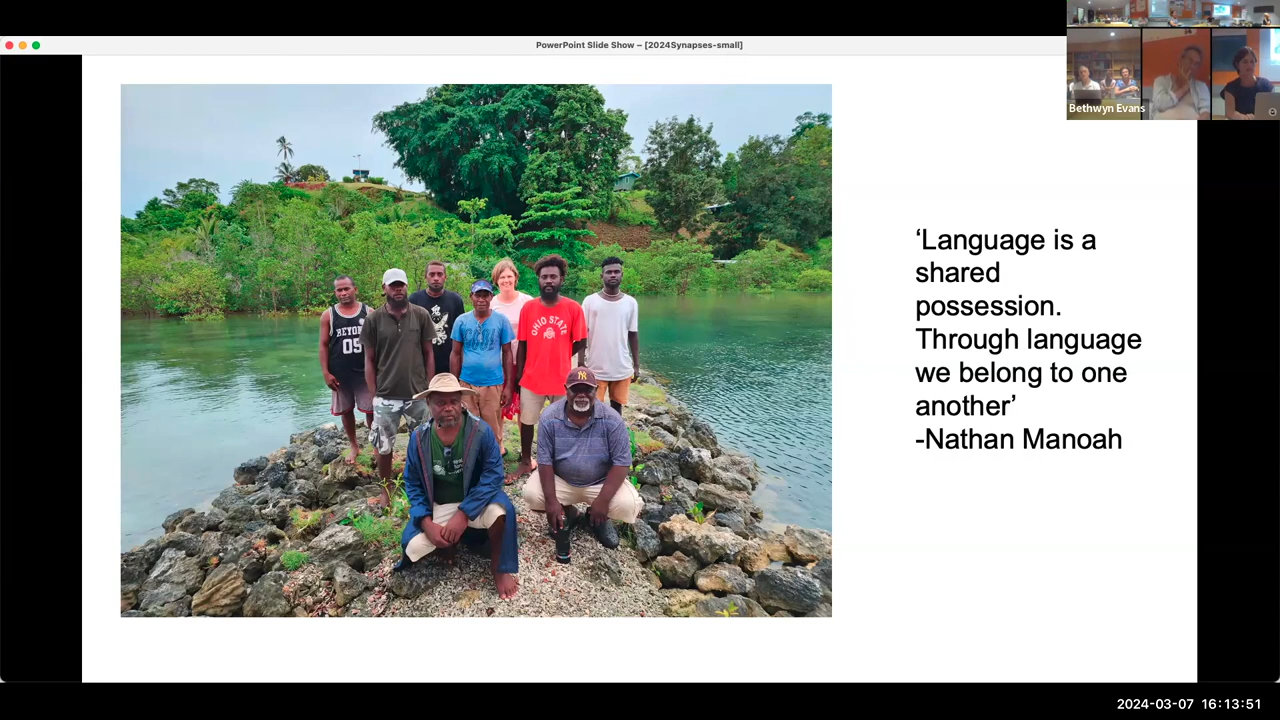 PowerPoint Slide Show – [2024Synapses-small]
Bethwyn Evans
‘Language is a
shared
possession.
Through language
we belong to one
another’
-Nathan Manoah
BEYON
05
OHIO STATE
NY
2024-03-07 16:13:51